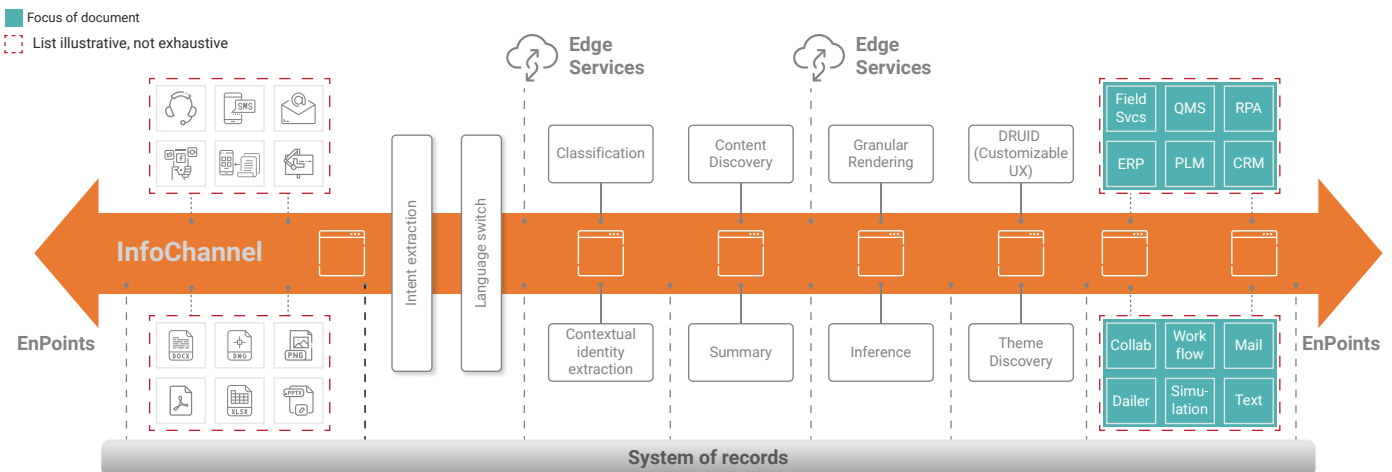 Focus of document
List illustrative, not exhaustive
Edge
Services
Edge
Services
SMS
@
Classification
Content
Discovery
Granular
Rendering
DRUID
(Customizable
UX)
Field
Svcs
QMS
RPA
ERP
PLM
CRM
InfoChannel
Intent extraction
Language switch
EnPoints
EnPoints
DOCX
DWG
PNG
XLSX
PPTX
Contextual
identity
extraction
Summary
Inference
Theme
Discovery
Collab
Work
flow
Mail
Dailer
Simu-
lation
Text
System of records